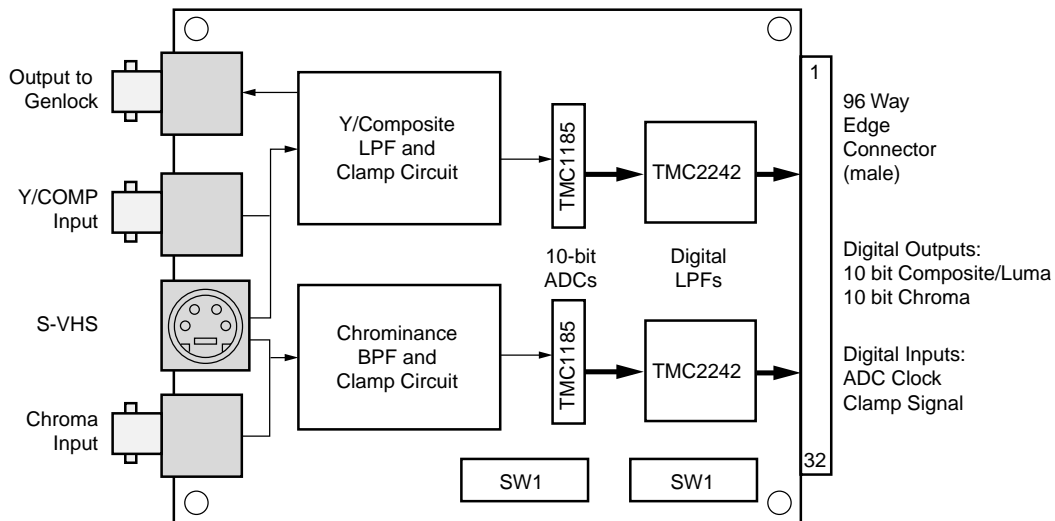 Output to
Genlock
Y/COMP
Input
S-VHS
Chroma
Input
Y/Composite
LPF and
Clamp Circuit
Chrominance
BPF and
Clamp Circuit
TMC1185
TMC2242
10-bit
ADCs
Digital
LPFs
TMC1185
TMC2242
SW1
SW1
1
32
96 Way
Edge
Connector
(male)
Digital Outputs:
10 bit Composite/Luma
10 bit Chroma
Digital Inputs:
ADC Clock
Clamp Signal